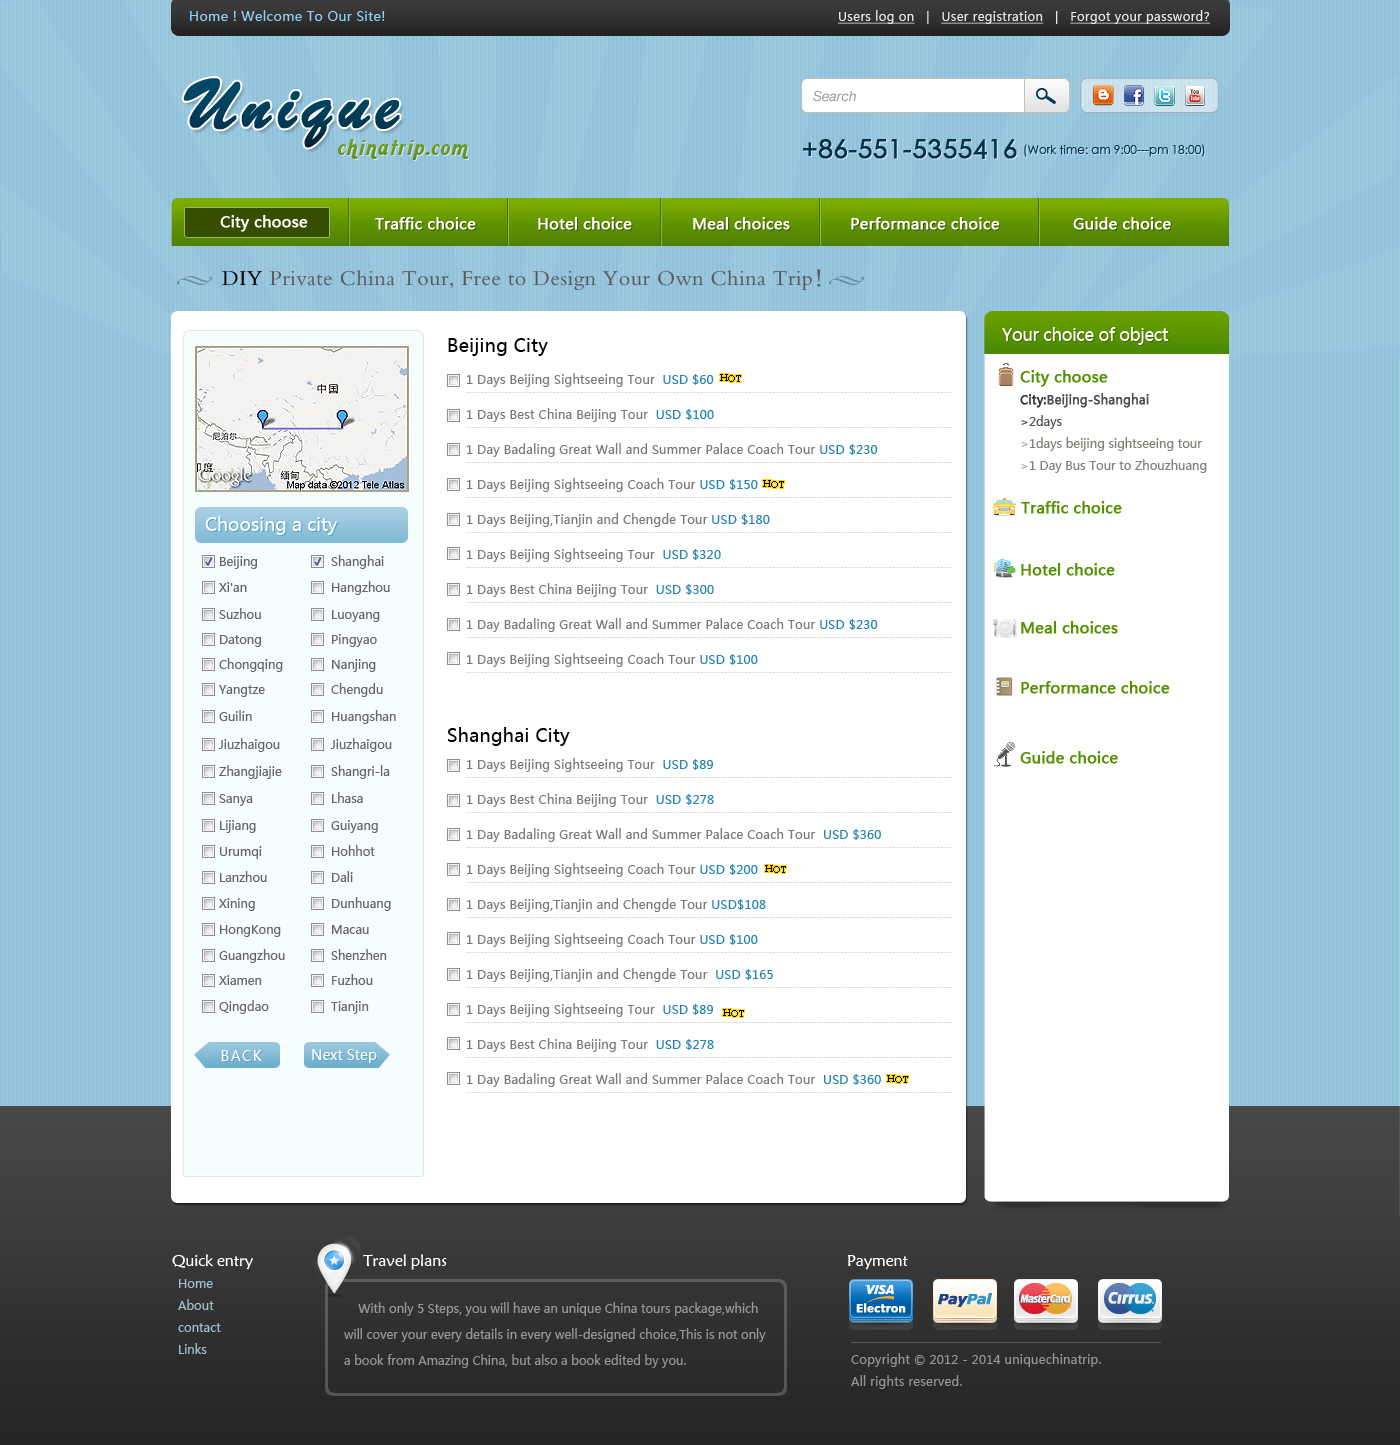 Home ! Welcome To Our Site!
Users log on | User registration | Forgot your password?
Unique
chinatrip.com
Search
You Tube
+86-551-5355416 (Work time: am 9:00---pm 18:00)
City choose
Traffic choice
Hotel choice
Meal choices
Performance choice
Guide choice
DIY Private China Tour, Free to Design Your Own China Trip!
中国
尼泊尔
印度
缅甸
Google
Map data ©2012 Tele Atlas
Choosing a city
Beijing Shanghai
Xi'an Hangzhou
Suzhou Luoyang
Datong Pingyao
Chongqing Nanjing
Yangtze Chengdu
Guilin Huangshan
Jiuzhaigou Jiuzhaigou
Zhangjiajie Shangri-la
Sanya Lhasa
Lijiang Guiyang
Urumqi Hohhot
Lanzhou Dali
Xining Dunhuang
HongKong Macau
Guangzhou Shenzhen
Xiamen Fuzhou
Qingdao Tianjin
BACK Next Step
Beijing City
1 Days Beijing Sightseeing Tour USD $60 HOT
1 Days Best China Beijing Tour USD $100
1 Day Badaling Great Wall and Summer Palace Coach Tour USD $230
1 Days Beijing Sightseeing Coach Tour USD $150 HOT
1 Days Beijing,Tianjin and Chengde Tour USD $180
1 Days Beijing Sightseeing Tour USD $320
1 Days Best China Beijing Tour USD $300
1 Day Badaling Great Wall and Summer Palace Coach Tour USD $230
1 Days Beijing Sightseeing Coach Tour USD $100
Shanghai City
1 Days Beijing Sightseeing Tour USD $89
1 Days Best China Beijing Tour USD $278
1 Day Badaling Great Wall and Summer Palace Coach Tour USD $360
1 Days Beijing Sightseeing Coach Tour USD $200 HOT
1 Days Beijing,Tianjin and Chengde Tour USD$108
1 Days Beijing Sightseeing Coach Tour USD $100
1 Days Beijing,Tianjin and Chengde Tour USD $165
1 Days Beijing Sightseeing Tour USD $89 HOT
1 Days Best China Beijing Tour USD $278
1 Day Badaling Great Wall and Summer Palace Coach Tour USD $360 HOT
Your choice of object
City choose
City:Beijing-Shanghai
>2days
>1days beijing sightseeing tour
>1 Day Bus Tour to Zhouzhuang
Traffic choice
Hotel choice
Meal choices
Performance choice
Guide choice
Quick entry
Home
About
contact
Links
Travel plans
With only 5 Steps, you will have an unique China tours package,which
will cover your every details in every well-designed choice,This is not only
a book from Amazing China, but also a book edited by you.
Payment
VISA Electron
PayPal
MasterCard
Cirrus
Copyright © 2012 - 2014 uniquechinatrip.
All rights reserved.